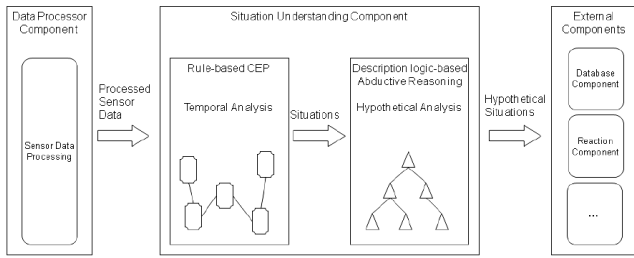 Data Processor
Component
Sensor Data
Processing
Processed
Sensor
Data
Situation Understanding Component
Rule-based CEP
Temporal Analysis
Situations
Description logic-based
Abductive Reasoning
Hypothetical Analysis
Hypothetical
Situations
External
Components
Database
Component
Reaction
Component
...